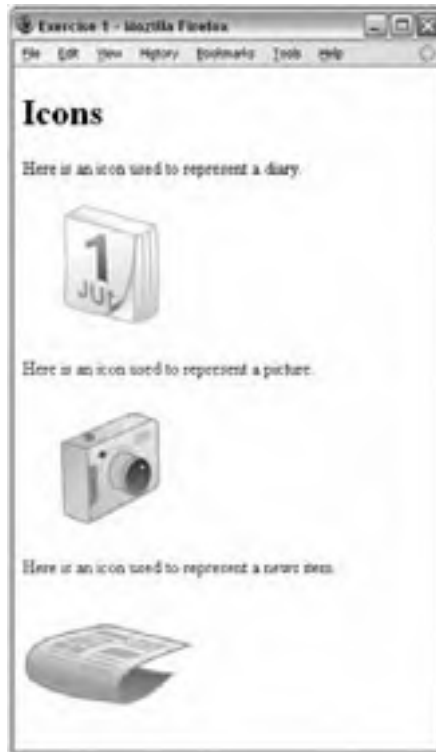 Exercise 1 - Mozilla Firefox
File Edit View History Bookmarks Tools Help
Icons
Here is an icon used to represent a diary.
1
JUL
Here is an icon used to represent a picture.
Here is an icon used to represent a news item.